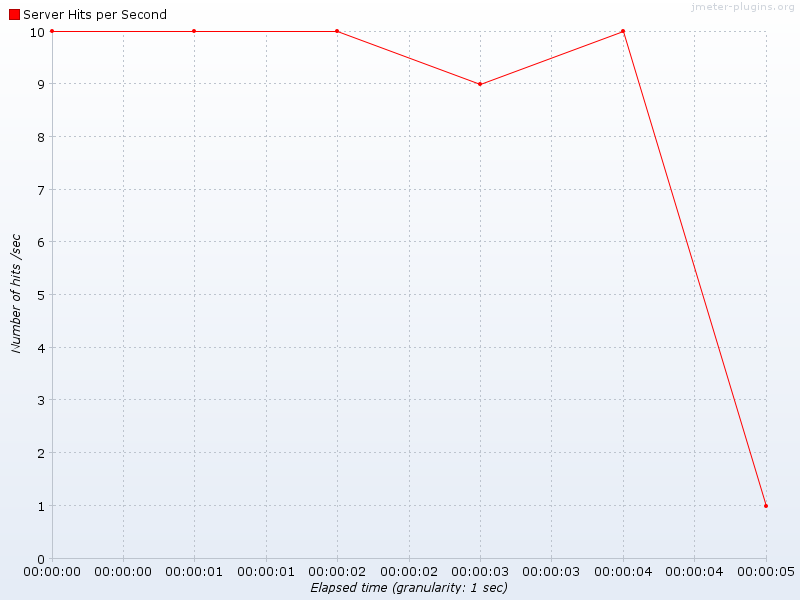 jmeter-plugins.org
Server Hits per Second
10
9
8
7
6
5
4
3
2
1
0
Number of hits /sec
00:00:00 00:00:00 00:00:01 00:00:01 00:00:02 00:00:02 00:00:03 00:00:03 00:00:04 00:00:04 00:00:05
Elapsed time (granularity: 1 sec)